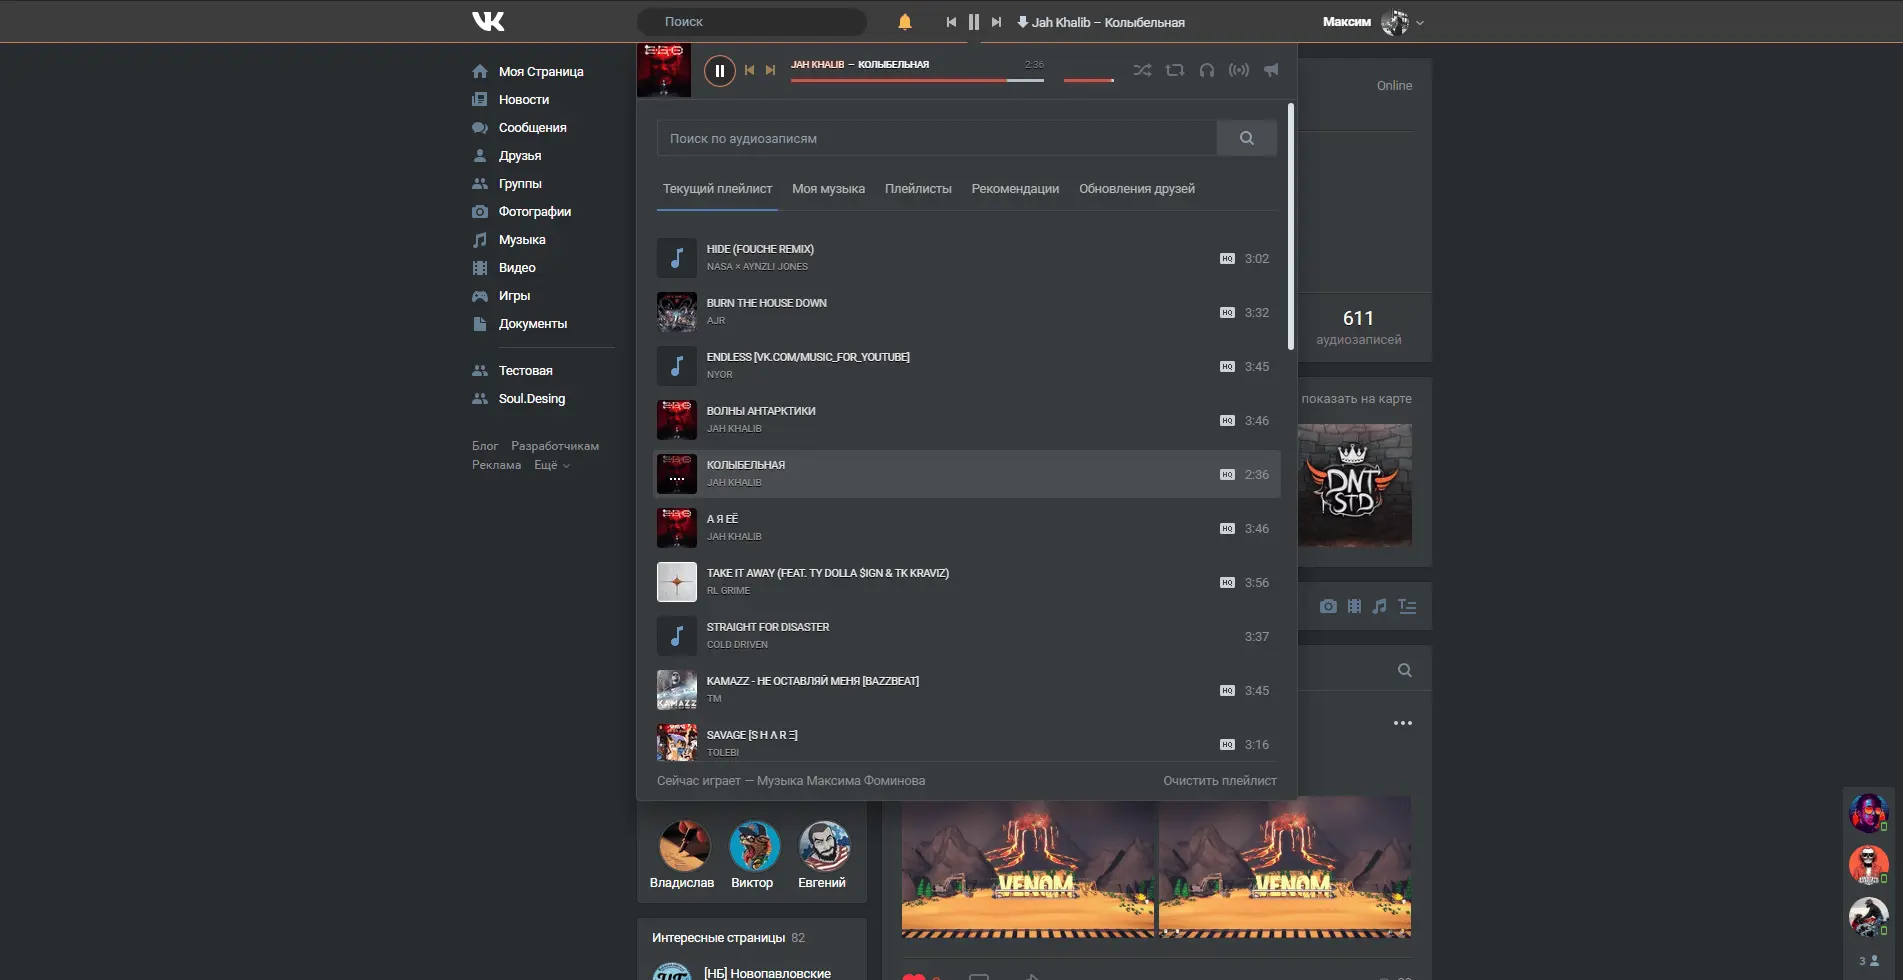 Поиск
Jah Khalib – Колыбельная
Максим
Моя Страница
Новости
Сообщения
Друзья
Группы
Фотографии
Музыка
Видео
Игры
Документы
Тестовая
Soul.Desing
Блог Разработчикам
Реклама Ещё
JAH KHALIB – КОЛЫБЕЛЬНАЯ
2:36
Поиск по аудиозаписям
Текущий плейлист Моя музыка Плейлисты Рекомендации Обновления друзей
HIDE (FOUCHE REMIX)
NASA × AYNZLI JONES
HQ 3:02
BURN THE HOUSE DOWN
AJR
HQ 3:32
ENDLESS [VK.COM/MUSIC_FOR_YOUTUBE]
NYOR
HQ 3:45
ВОЛНЫ АНТАРКТИКИ
JAH KHALIB
HQ 3:46
КОЛЫБЕЛЬНАЯ
JAH KHALIB
HQ 2:36
А Я ЕЁ
JAH KHALIB
HQ 3:46
TAKE IT AWAY (FEAT. TY DOLLA $IGN & TK KRAVIZ)
RL GRIME
HQ 3:56
STRAIGHT FOR DISASTER
COLD DRIVEN
3:37
KAMAZZ - НЕ ОСТАВЛЯЙ МЕНЯ [BAZZBEAT]
TM
KAMAZZ
HQ 3:45
SAVAGE [S H Λ R Ξ]
TOLEBI
HQ 3:16
Сейчас играет — Музыка Максима Фоминова
Очистить плейлист
Online
611
аудиозаписей
показать на карте
DNT
STD
Владислав Виктор Евгений
Интересные страницы 82
[НБ] Новопавловские
VENOM
VENOM
3